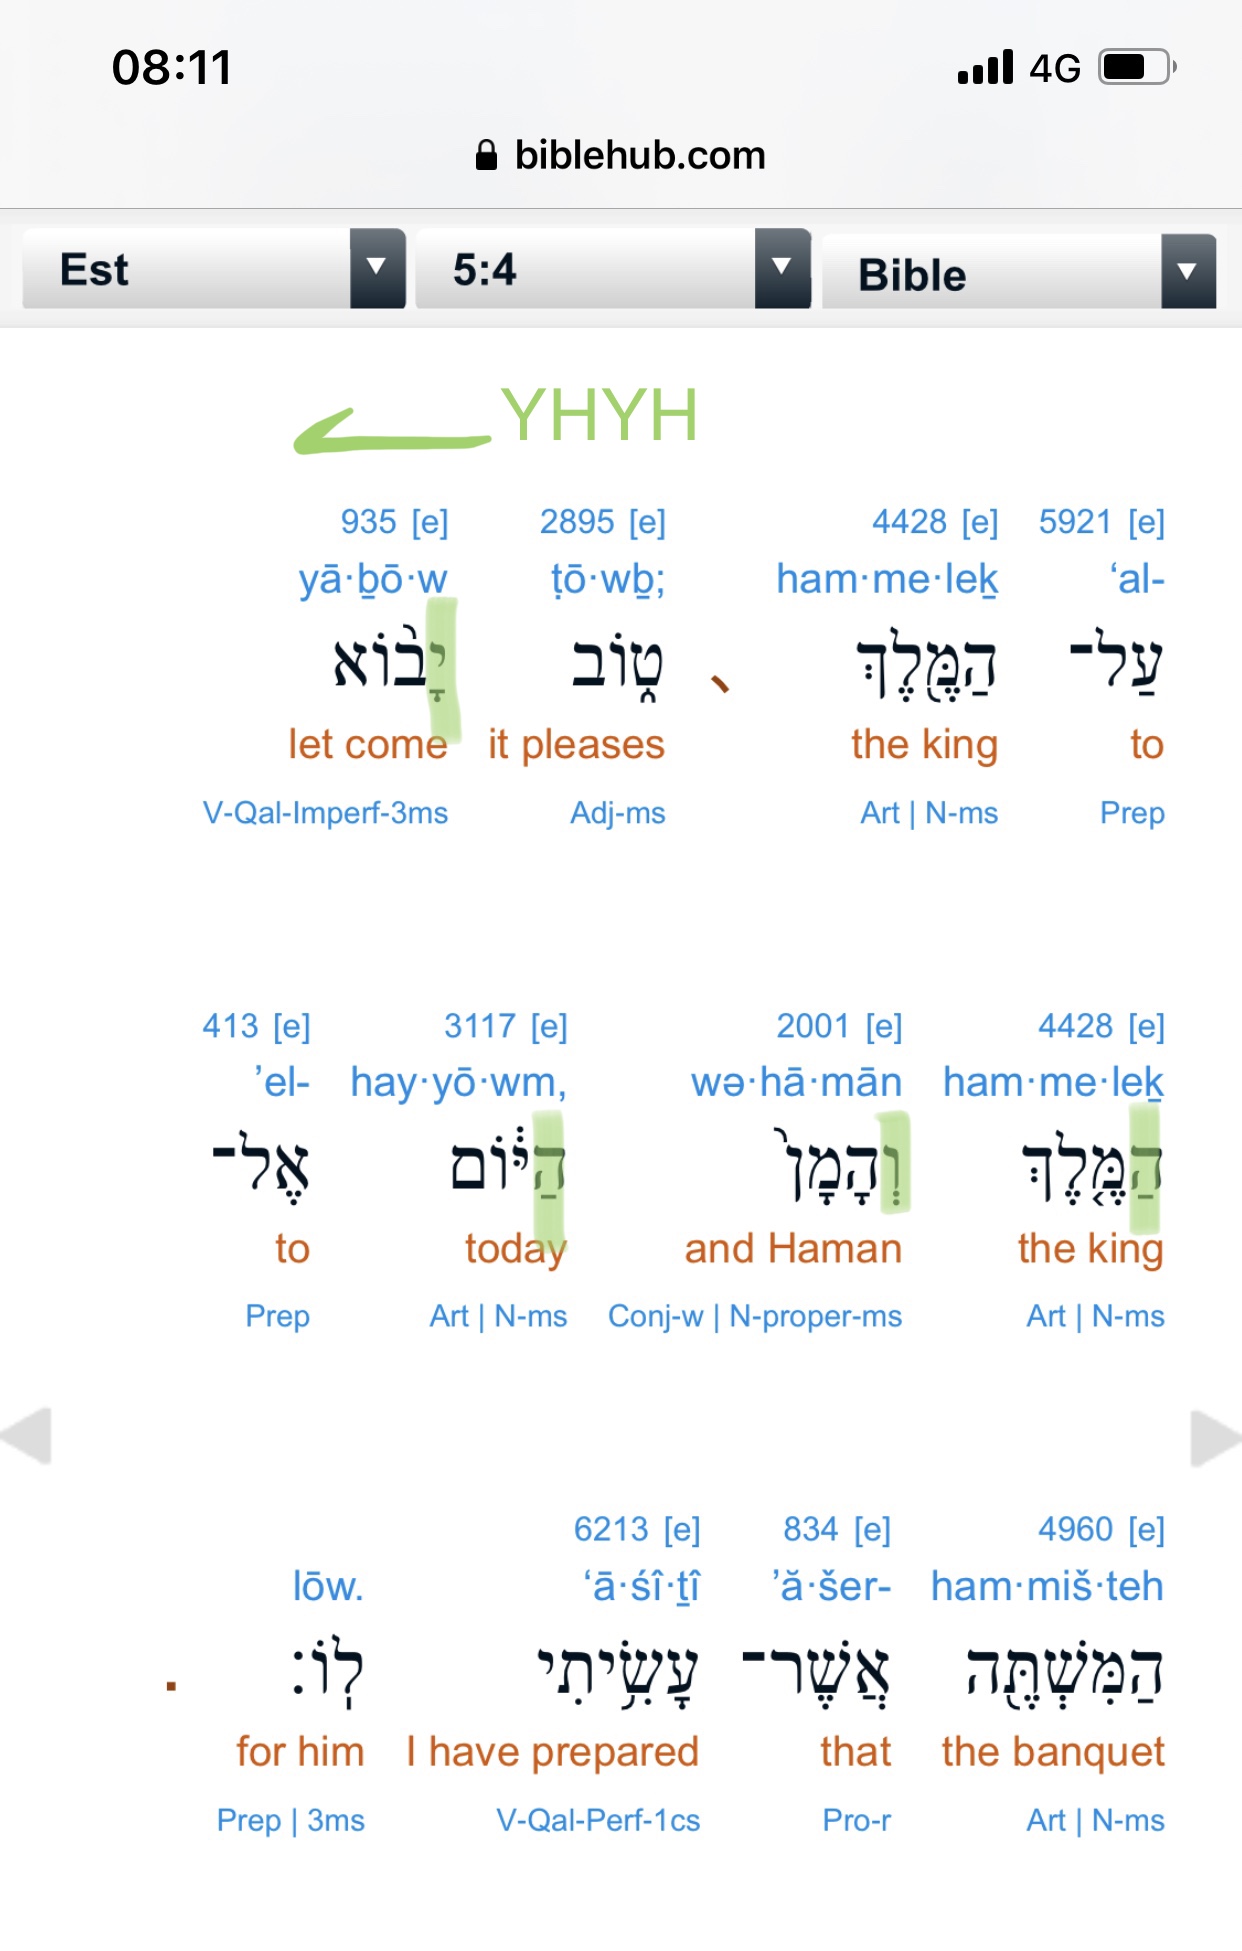 08:11 4G
biblehub.com
Est 5:4 Bible
YHYH
5921 [e] 4428 [e] 2895 [e] 935 [e]
‘al- ham·me·leḵ ṭō·wḇ; yā·ḇō·w
עַל־ הַמֶּ֖לֶךְ ט֑וֹב יָב֨וֹא
to the king ﹅ it pleases let come
Prep Art | N-ms Adj-ms V-Qal-Imperf-3ms
4428 [e] 2001 [e] 3117 [e] 413 [e]
ham·me·leḵ wə·hā·mān hay·yō·wm, ’el-
הַמֶּ֤לֶךְ וְהָמָן֙ הַיּ֔וֹם אֶל־
the king and Haman today to
Art | N-ms Conj-w | N-proper-ms Art | N-ms Prep
4960 [e] 834 [e] 6213 [e]
ham·miš·teh ’ă·šer- ‘ā·śî·ṯî lōw.
הַמִּשְׁתֶּ֖ה אֲשֶׁר־ עָשִׂ֥יתִי לֽוֹ׃ .
the banquet that I have prepared for him
Art | N-ms Pro-r V-Qal-Perf-1cs Prep | 3ms